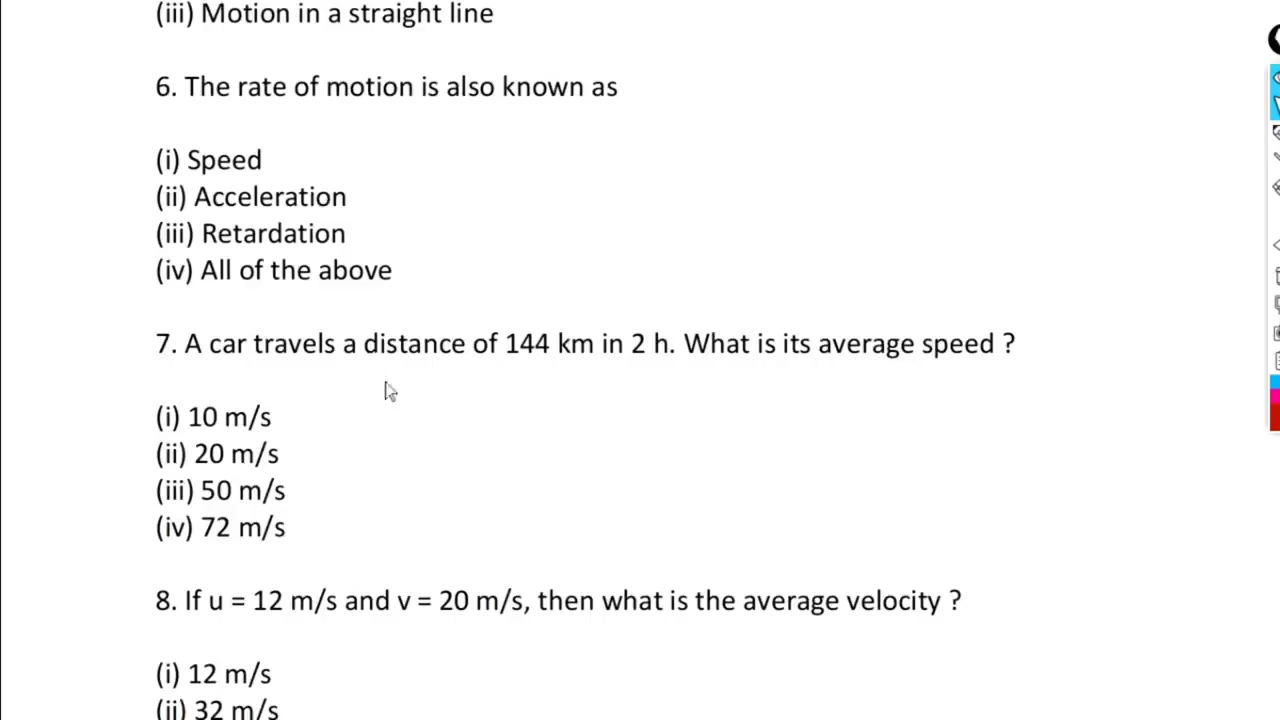 (iii) Motion in a straight line
6. The rate of motion is also known as
(i) Speed
(ii) Acceleration
(iii) Retardation
(iv) All of the above
7. A car travels a distance of 144 km in 2 h. What is its average speed ?
(i) 10 m/s
(ii) 20 m/s
(iii) 50 m/s
(iv) 72 m/s
8. If u = 12 m/s and v = 20 m/s, then what is the average velocity ?
(i) 12 m/s
(ii) 32 m/s